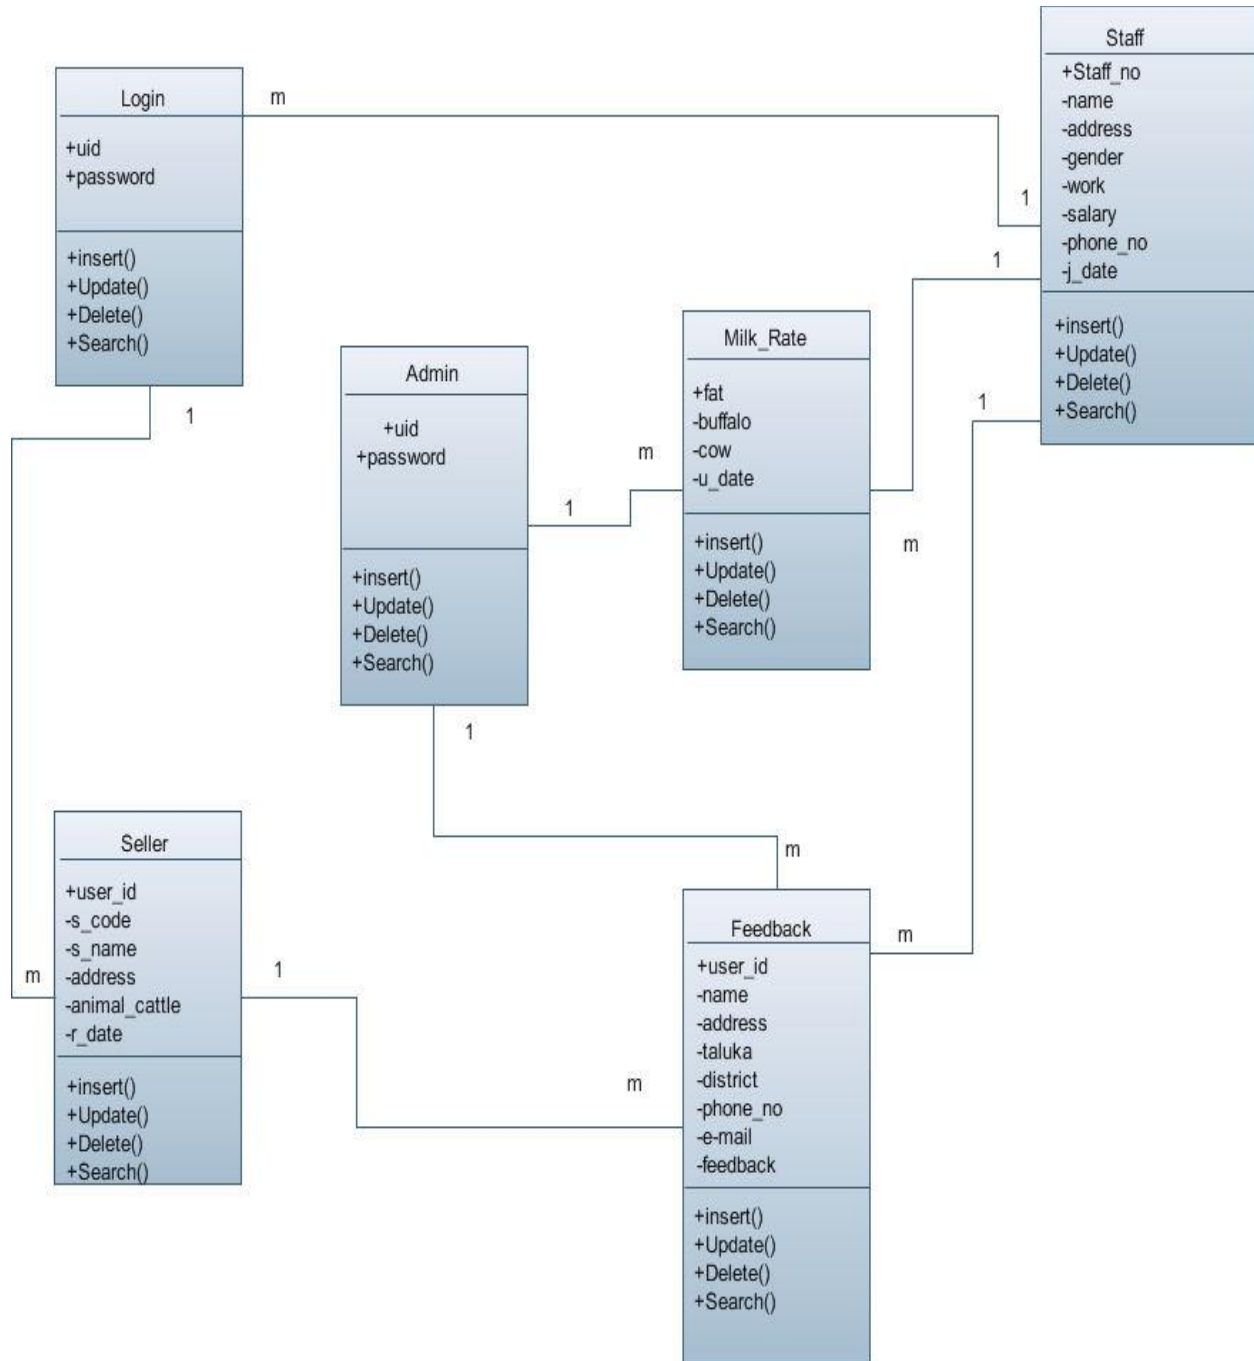 Login
+uid
+password
+insert()
+Update()
+Delete()
+Search()
m
1
Staff
+Staff_no
-name
-address
-gender
-work
-salary
-phone_no
-j_date
+insert()
+Update()
+Delete()
+Search()
1
1
1
Milk_Rate
+fat
-buffalo
-cow
-u_date
+insert()
+Update()
+Delete()
+Search()
m
m
Admin
+uid
+password
+insert()
+Update()
+Delete()
+Search()
1
1
Seller
+user_id
-s_code
-s_name
-address
-animal_cattle
-r_date
+insert()
+Update()
+Delete()
+Search()
m
1
Feedback
+user_id
-name
-address
-taluka
-district
-phone_no
-e-mail
-feedback
+insert()
+Update()
+Delete()
+Search()
m
m
m